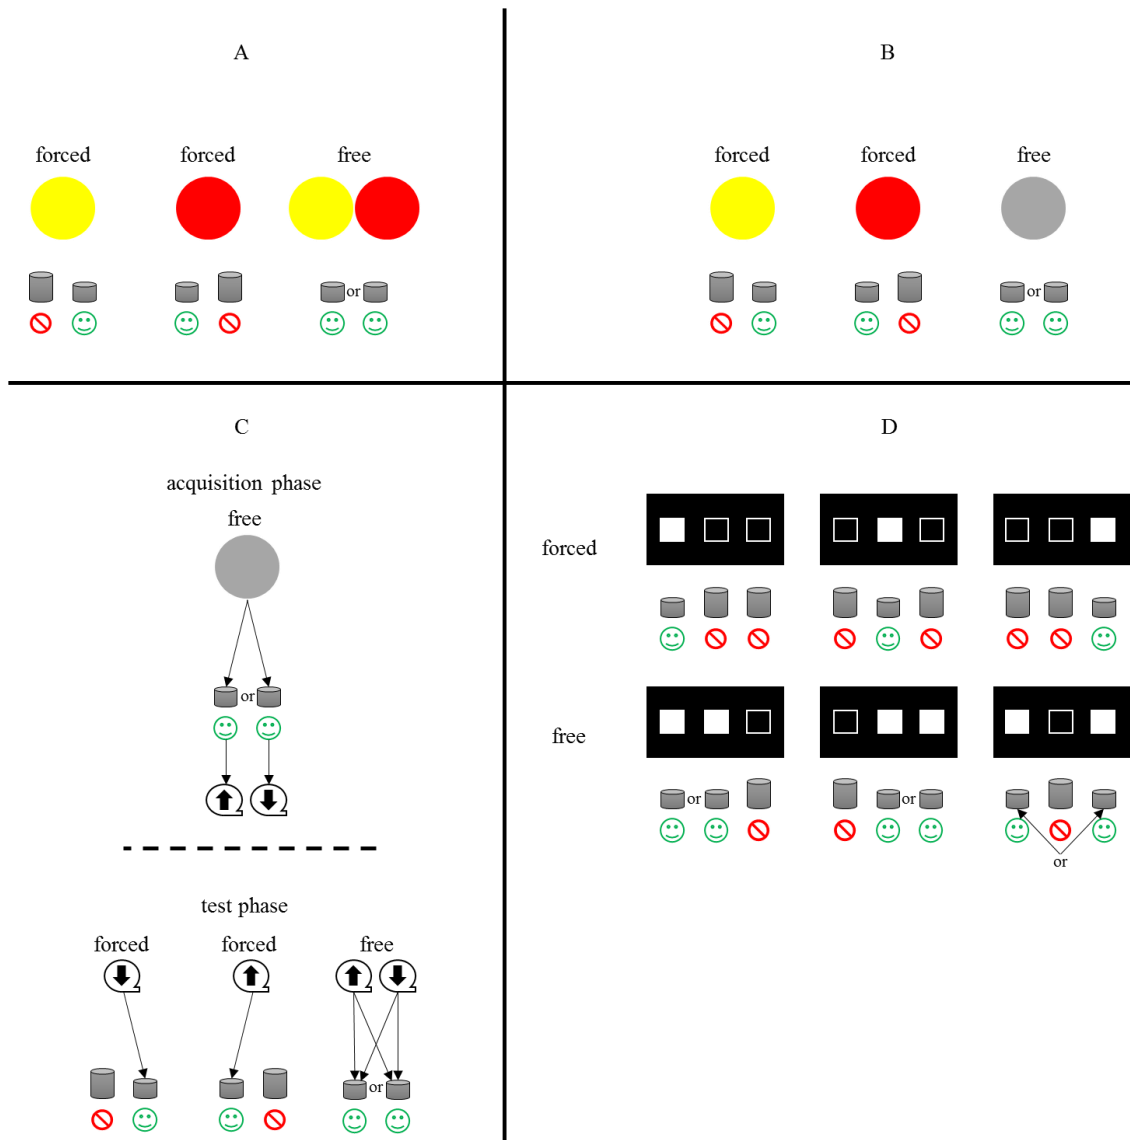 A
forced
forced
free
or
B
forced
forced
free
or
C
acquisition phase
free
or
test phase
forced
forced
free
or
D
forced
free
or
or
or